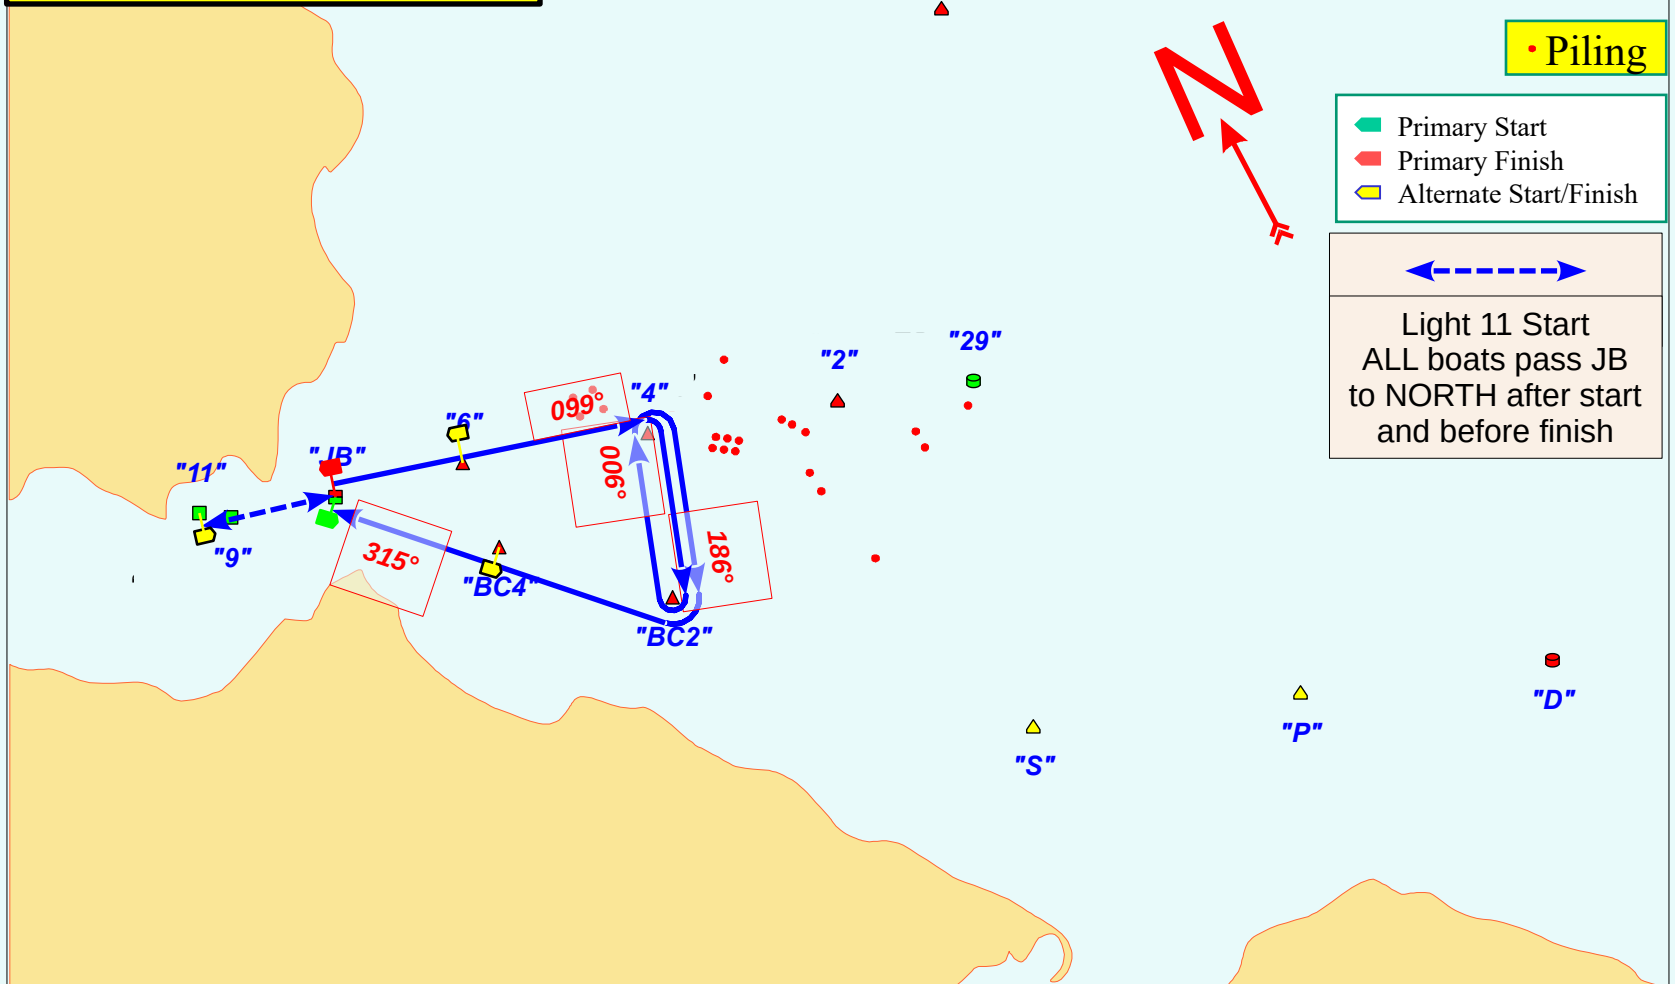 N
• Piling
Primary Start
Primary Finish
Alternate Start/Finish
Light 11 Start
ALL boats pass JB
to NORTH after start
and before finish
"29"
"2"
"4"
099°
"6"
"JB"
"11"
006°
"9"
315°
186°
"BC4"
"BC2"
"D"
"P"
"S"